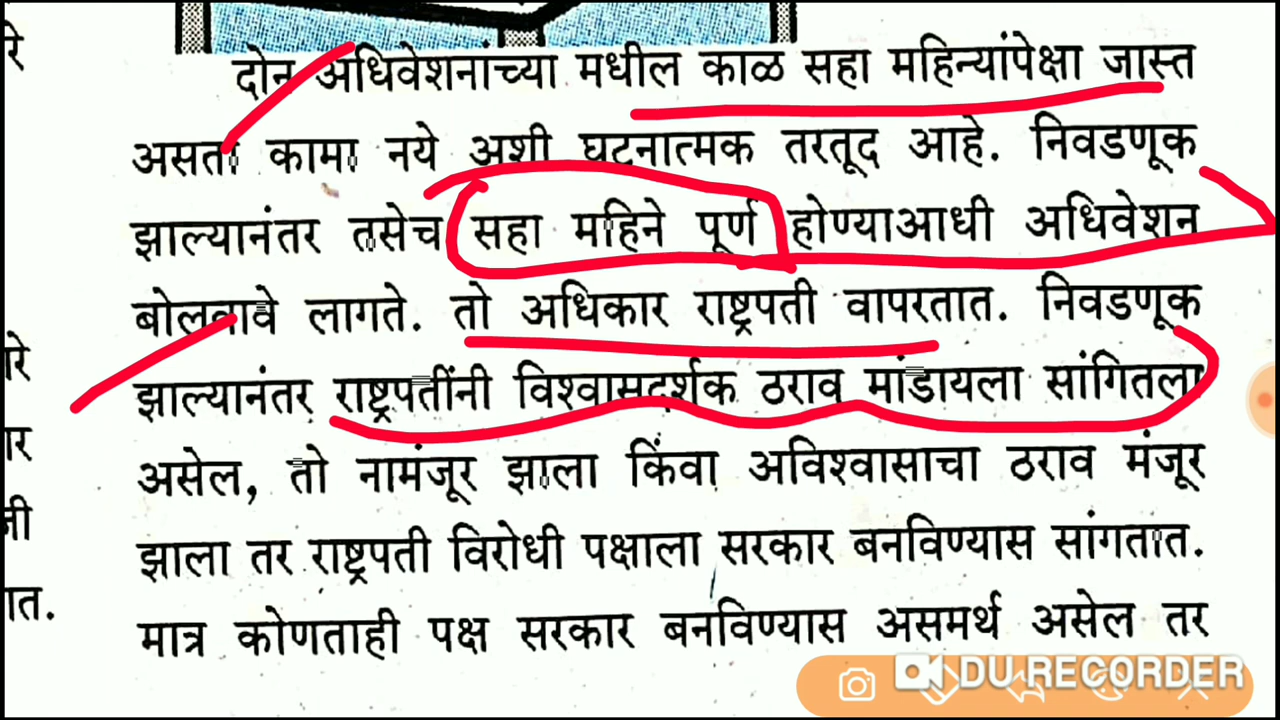 रे
दोन अधिवेशनांच्या मधील काळ सहा महिन्यांपेक्षा जास्त
असता कामा नये अशी घटनात्मक तरतूद आहे. निवडणूक
झाल्यानंतर तसेच सहा महिने पूर्ण होण्याआधी अधिवेशन
बोलवावे लागते. तो अधिकार राष्ट्रपती वापरतात. निवडणूक
रे
झाल्यानंतर राष्ट्रपतींनी विश्वासदर्शक ठराव मांडायला सांगितला
ार
असेल, तो नामंजूर झाला किंवा अविश्वासाचा ठराव मंजूर
झाला तर राष्ट्रपती विरोधी पक्षाला सरकार बनविण्यास सांगतात.
ात.
मात्र कोणताही पक्ष सरकार बनविण्यास असमर्थ असेल तर
DU RECORDER